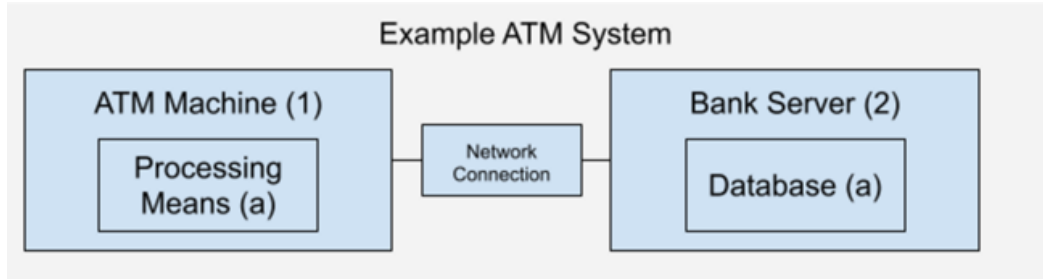 Example ATM System
ATM Machine (1)
Processing
Means (a)
Network
Connection
Bank Server (2)
Database (a)